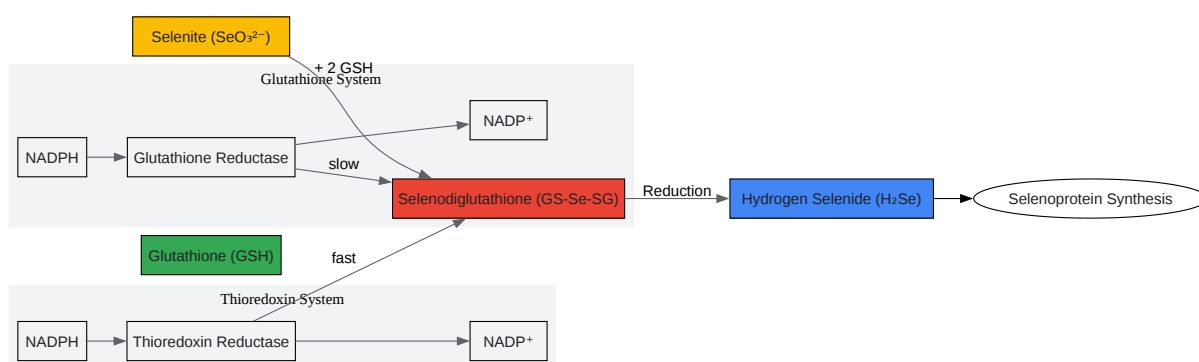 Selenite (SeO₃²⁻)
+ 2 GSH
Glutathione System
NADP⁺
NADPH
Glutathione Reductase
slow
Selenodiglutathione (GS-Se-SG)
Reduction
Hydrogen Selenide (H₂Se)
Selenoprotein Synthesis
Glutathione (GSH)
fast
Thioredoxin System
NADPH
Thioredoxin Reductase
NADP⁺